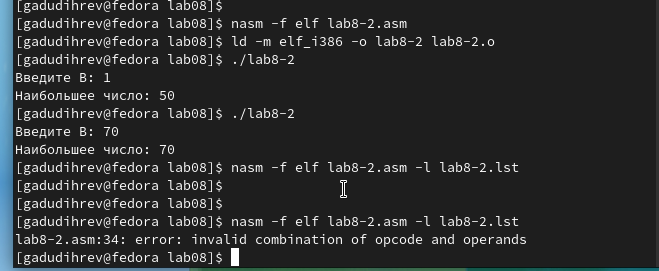 [gadudihrev@fedora lab08]$
[gadudihrev@fedora lab08]$ nasm -f elf lab8-2.asm
[gadudihrev@fedora lab08]$ ld -m elf_i386 -o lab8-2 lab8-2.o
[gadudihrev@fedora lab08]$ ./lab8-2
Введите B: 1
Наибольшее число: 50
[gadudihrev@fedora lab08]$ ./lab8-2
Введите B: 70
Наибольшее число: 70
[gadudihrev@fedora lab08]$ nasm -f elf lab8-2.asm -l lab8-2.lst
[gadudihrev@fedora lab08]$
[gadudihrev@fedora lab08]$
[gadudihrev@fedora lab08]$ nasm -f elf lab8-2.asm -l lab8-2.lst
lab8-2.asm:34: error: invalid combination of opcode and operands
[gadudihrev@fedora lab08]$